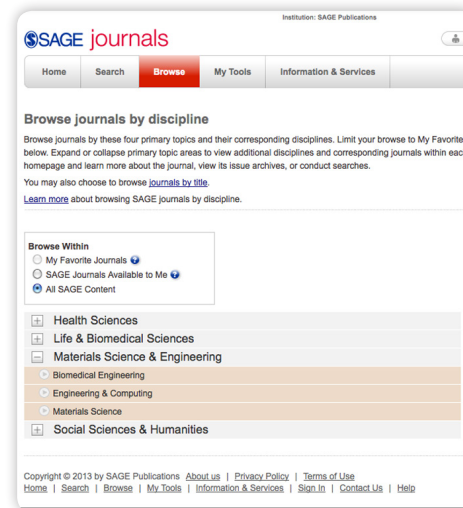 Institution: SAGE Publications
SAGE journals
Home Search Browse My Tools Information & Services
Browse journals by discipline
Browse journals by these four primary topics and their corresponding disciplines. Limit your browse to My Favorite
below. Expand or collapse primary topic areas to view additional disciplines and corresponding journals within eac
homepage and learn more about the journal, view its issue archives, or conduct searches.
You may also choose to browse journals by title.
Learn more about browsing SAGE journals by discipline.
Browse Within
My Favorite Journals ?
SAGE Journals Available to Me ?
All SAGE Content
+ Health Sciences
+ Life & Biomedical Sciences
– Materials Science & Engineering
Biomedical Engineering
Engineering & Computing
Materials Science
+ Social Sciences & Humanities
Copyright © 2013 by SAGE Publications About us | Privacy Policy | Terms of Use
Home | Search | Browse | My Tools | Information & Services | Sign In | Contact Us | Help